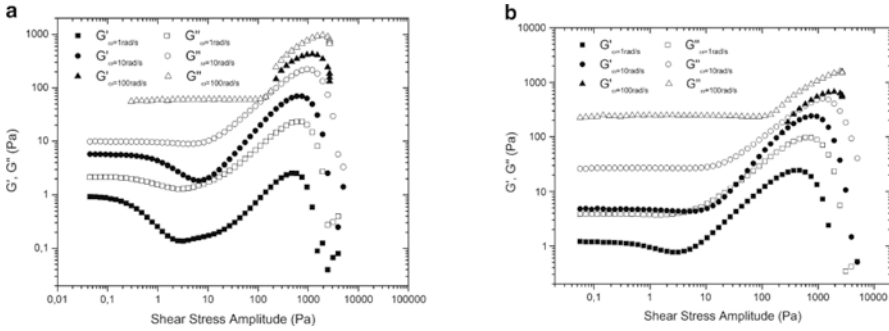 a
G' ω=1rad/s G'' ω=1rad/s
G' ω=10rad/s G'' ω=10rad/s
G' ω=100rad/s G'' ω=100rad/s
1000
100
10
1
0,1
G', G'' (Pa)
0,01 0,1 1 10 100 1000 10000 100000
Shear Stress Amplitude (Pa)
b
G' ω=1rad/s G'' ω=1rad/s
G' ω=10rad/s G'' ω=10rad/s
G' ω=100rad/s G'' ω=100rad/s
10000
1000
100
10
1
G', G'' (Pa)
0,1 1 10 100 1000 10000
Shear Stress Amplitude (Pa)